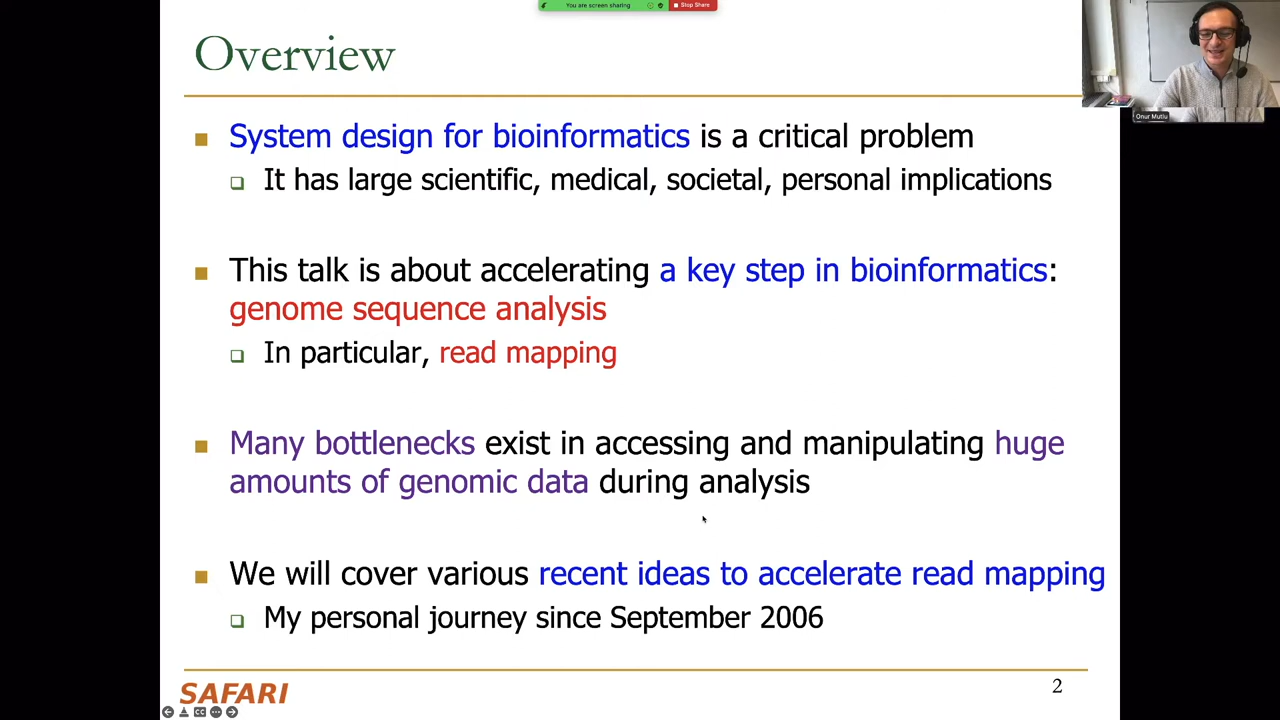 You are screen sharing
Stop Share
Overview
Onur Mutlu
System design for bioinformatics is a critical problem
It has large scientific, medical, societal, personal implications
This talk is about accelerating a key step in bioinformatics:
genome sequence analysis
In particular, read mapping
Many bottlenecks exist in accessing and manipulating huge
amounts of genomic data during analysis
We will cover various recent ideas to accelerate read mapping
My personal journey since September 2006
SAFARI
2
CC